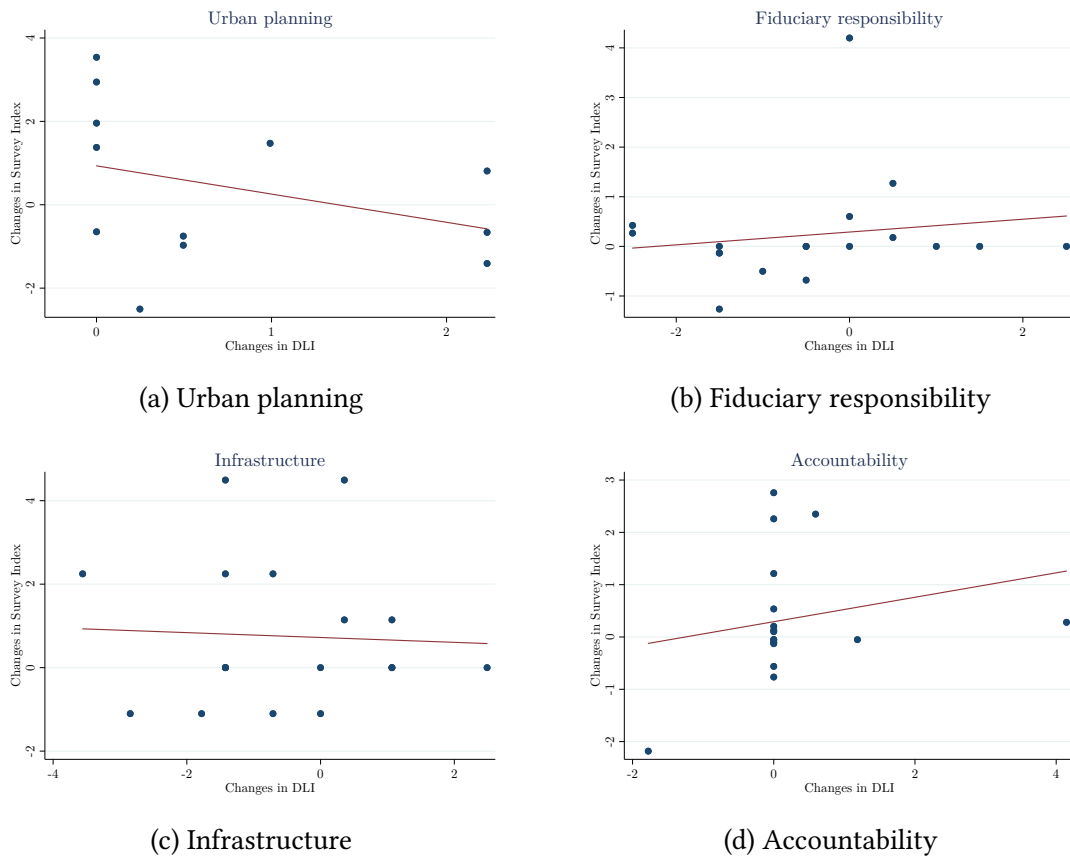 Urban planning
Changes in Survey Index
4
2
0
-2
0 1 2
Changes in DLI
(a) Urban planning
Fiduciary responsibility
Changes in Survey Index
4
3
2
1
0
-1
-2 0 2
Changes in DLI
(b) Fiduciary responsibility
Infrastructure
Changes in Survey Index
4
2
0
-2
-4 -2 0 2
Changes in DLI
(c) Infrastructure
Accountability
Changes in Survey Index
3
2
1
0
-1
-2
-2 0 2 4
Changes in DLI
(d) Accountability